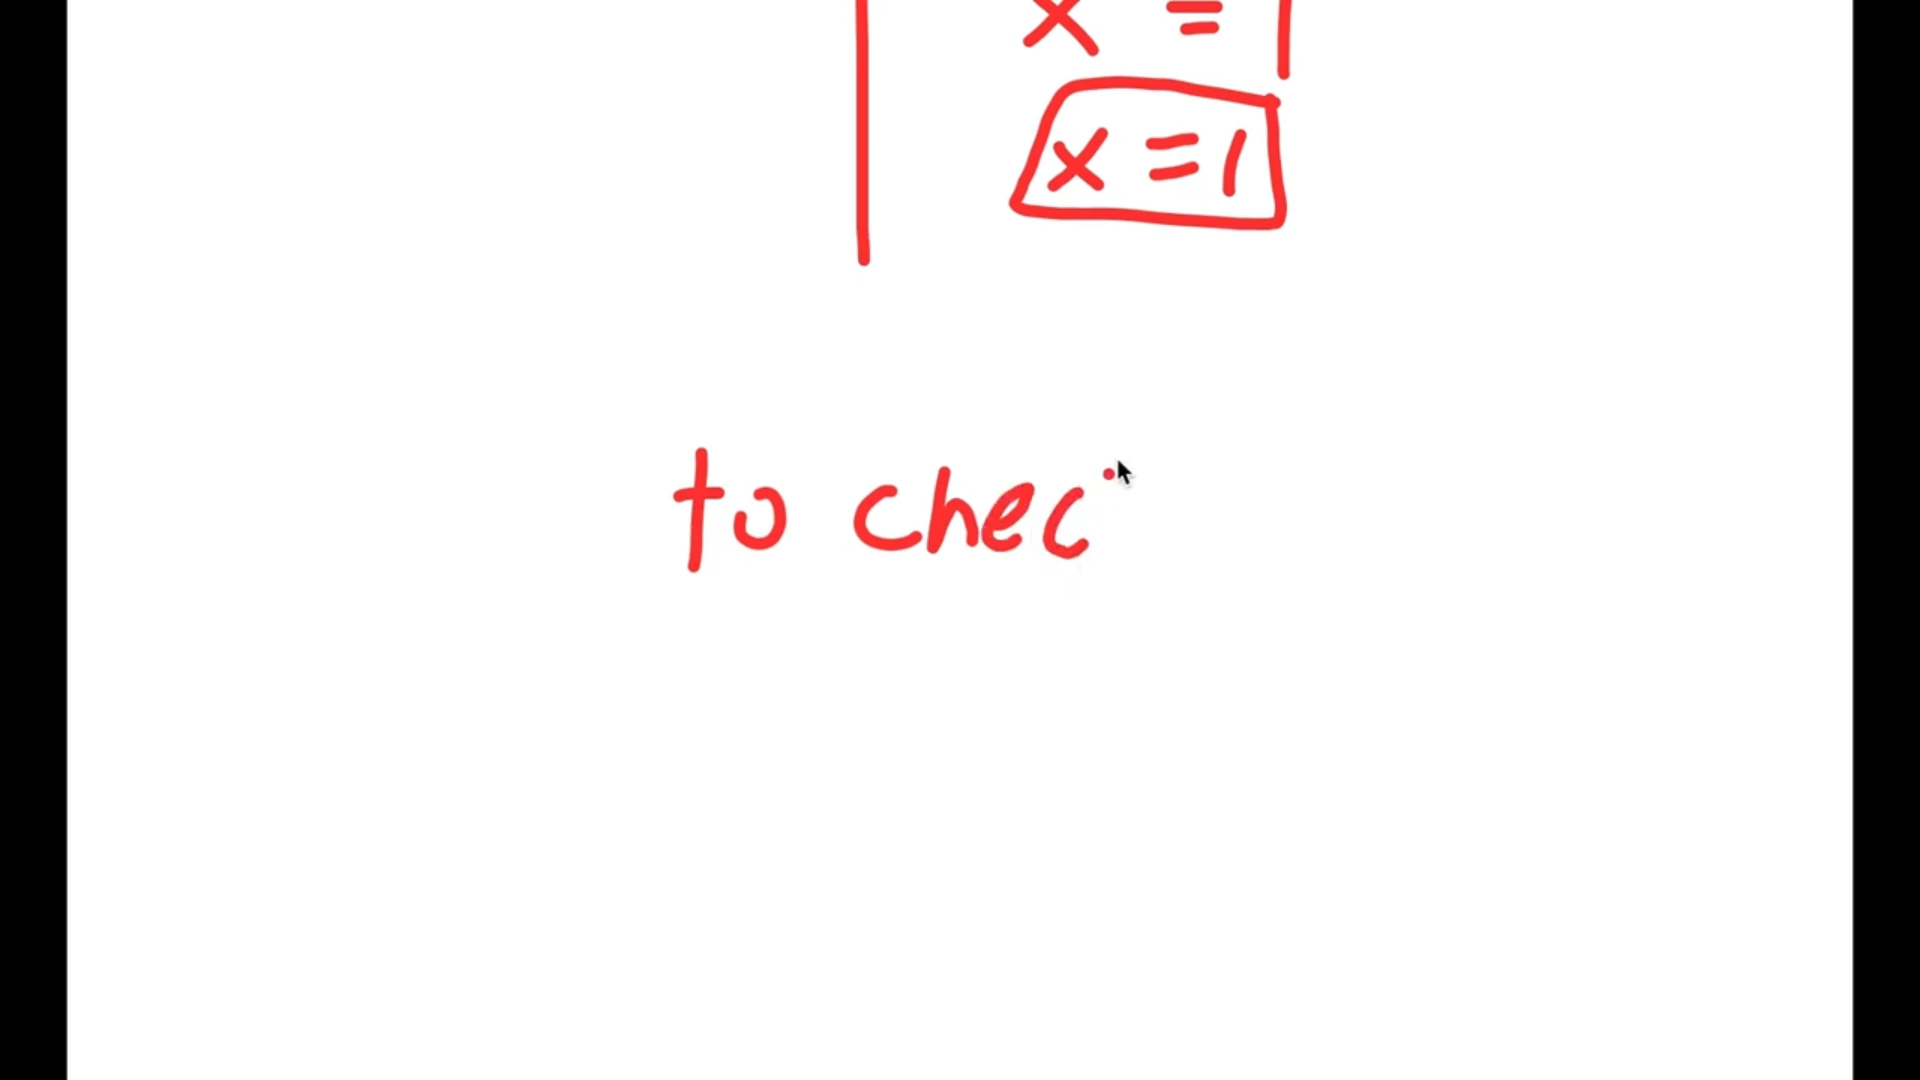 x = 1
x = 1
to chec